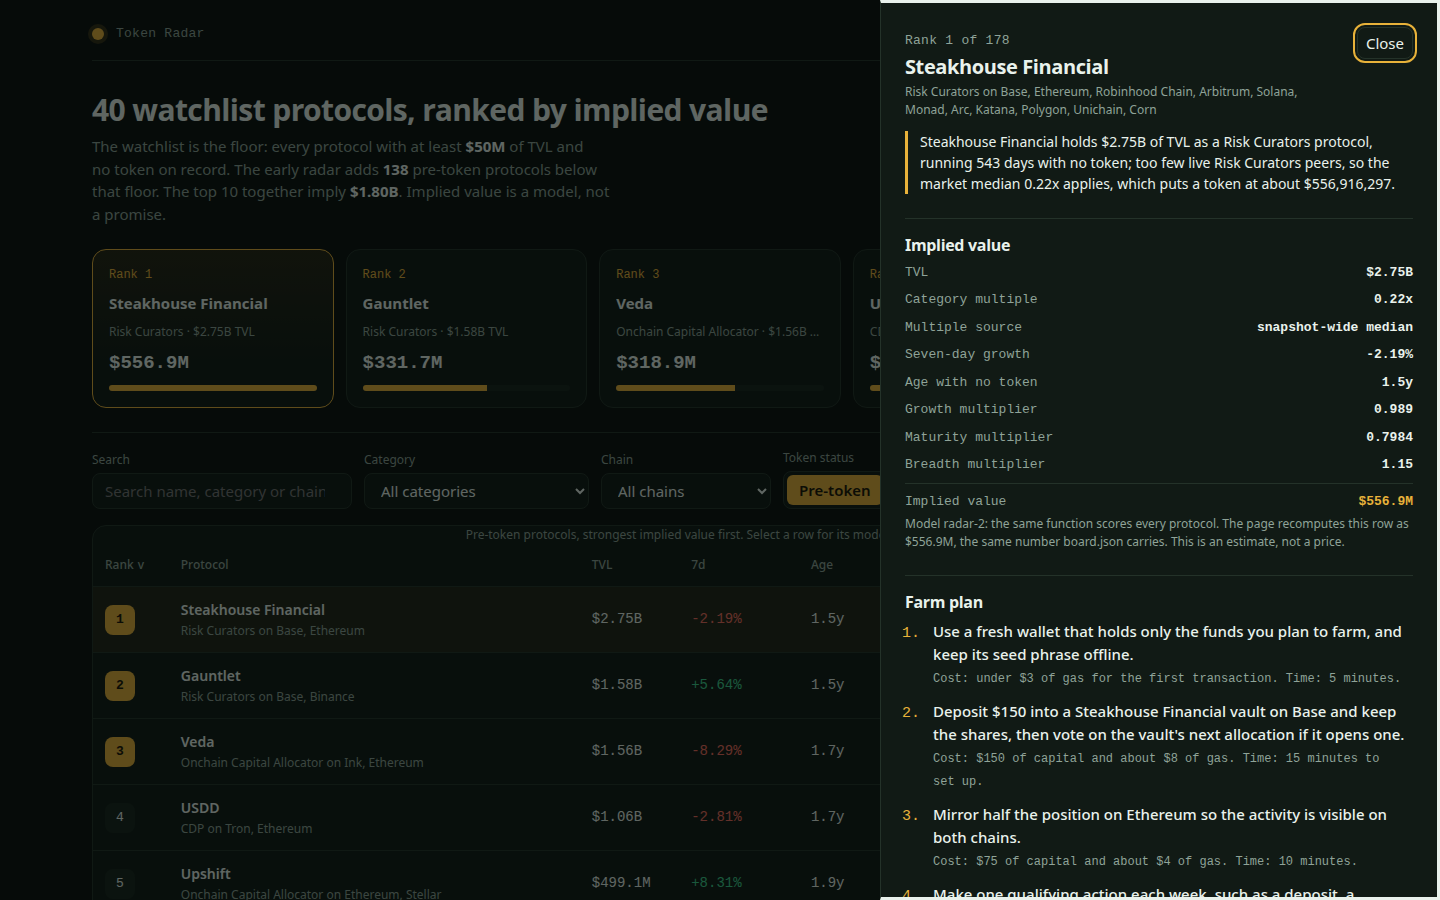 Token Radar
40 watchlist protocols, ranked by implied value
The watchlist is the floor: every protocol with at least $50M of TVL and
no token on record. The early radar adds 138 pre-token protocols below
that floor. The top 10 together imply $1.80B. Implied value is a model, not
a promise.
Rank 1
Steakhouse Financial
Risk Curators · $2.75B TVL
$556.9M
Rank 2
Gauntlet
Risk Curators · $1.58B TVL
$331.7M
Rank 3
Veda
Onchain Capital Allocator · $1.56B ...
$318.9M
Search
Category
Chain
Token status
Search name, category or chain
All categories
All chains
Pre-token
Pre-token protocols, strongest implied value first. Select a row for its
Rank v
Protocol
TVL
7d
Age
1
Steakhouse Financial
Risk Curators on Base, Ethereum
$2.75B
-2.19%
1.5y
2
Gauntlet
Risk Curators on Base, Binance
$1.58B
+5.64%
1.5y
3
Veda
Onchain Capital Allocator on Ink, Ethereum
$1.56B
-8.29%
1.7y
4
USDD
CDP on Tron, Ethereum
$1.06B
-2.81%
1.7y
5
Upshift
Onchain Capital Allocator on Ethereum, Stellar
$499.1M
+8.31%
1.9y
Rank 1 of 178
Close
Steakhouse Financial
Risk Curators on Base, Ethereum, Robinhood Chain, Arbitrum, Solana,
Monad, Arc, Katana, Polygon, Unichain, Corn
Steakhouse Financial holds $2.75B of TVL as a Risk Curators protocol,
running 543 days with no token; too few live Risk Curators peers, so the
market median 0.22x applies, which puts a token at about $556,916,297.
Implied value
TVL $2.75B
Category multiple 0.22x
Multiple source snapshot-wide median
Seven-day growth -2.19%
Age with no token 1.5y
Growth multiplier 0.989
Maturity multiplier 0.7984
Breadth multiplier 1.15
Implied value $556.9M
Model radar-2: the same function scores every protocol. The page recomputes this row as
$556.9M, the same number board.json carries. This is an estimate, not a price.
Farm plan
1. Use a fresh wallet that holds only the funds you plan to farm, and
keep its seed phrase offline.
Cost: under $3 of gas for the first transaction. Time: 5 minutes.
2. Deposit $150 into a Steakhouse Financial vault on Base and keep
the shares, then vote on the vault's next allocation if it opens one.
Cost: $150 of capital and about $8 of gas. Time: 15 minutes to
set up.
3. Mirror half the position on Ethereum so the activity is visible on
both chains.
Cost: $75 of capital and about $4 of gas. Time: 10 minutes.
4. Make one qualifying action each week, such as a deposit, a